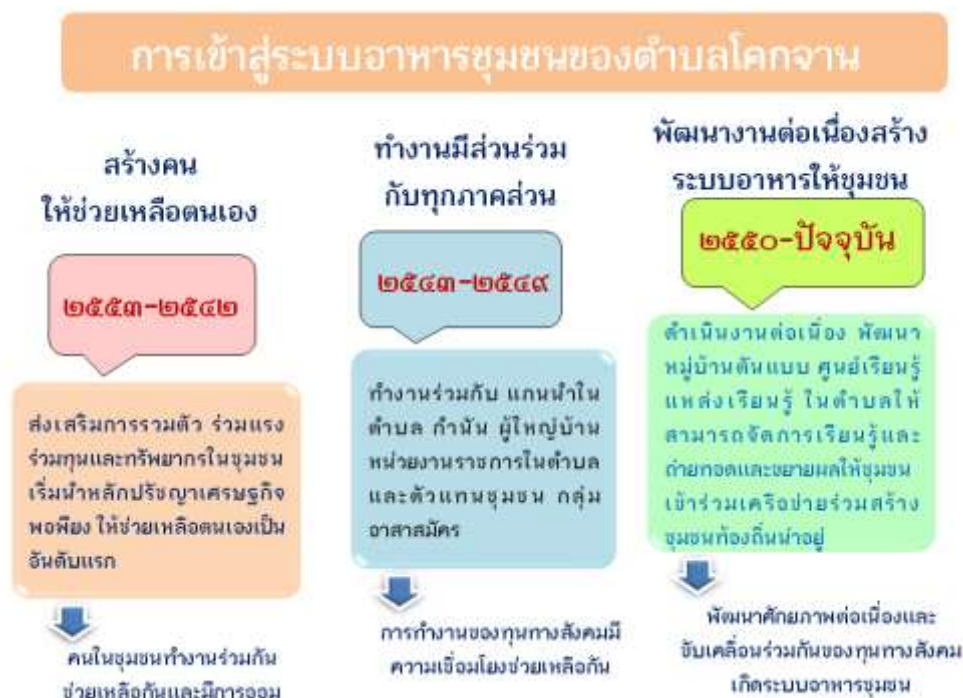 การเข้าสู่ระบบอาหารชุมชนของตำบลโคกจาน
สร้างคน
ให้ช่วยเหลือตนเอง
๒๕๕๓-๒๕๔๒
ส่งเสริมการรวมตัว ร่วมแรง
ร่วมทุนและทรัพยากรในชุมชน
เริ่มนำหลักปรัชญาเศรษฐกิจ
พอพียง ให้ช่วยเหลือตนเองเป็น
อันดับแรก
คนในชุมชนทำงานร่วมกัน
ช่วยเหลือกันและมีการออม
ทำงานมีส่วนร่วม
กับทุกภาคส่วน
๒๕๔๓-๒๕๔๙
ทำงานร่วมกับ แกนนำใน
ตำบล กำนัน ผู้ใหญ่บ้าน
หน่วยงานราชการในตำบล
และตัวแทนชุมชน กลุ่ม
อาสาสมัคร
การทำงานของทุนทางสังคมมี
ความเชื่อมโยงช่วยเหลือกัน
พัฒนางานต่อเนื่องสร้าง
ระบบอาหารให้ชุมชน
๒๕๕๐-ปัจจุบัน
ดำเนินงานต่อเนื่อง พัฒนา
หมู่บ้านต้นแบบ ศูนย์เรียนรู้
แหล่งเรียนรู้ ในตำบลให้
สามารถจัดการเรียนรู้และ
ถ่ายทอดและขยายผลให้ชุมชน
เข้าร่วมเครือข่ายร่วมสร้าง
ชุมชนท้องถิ่นน่าอยู่
พัฒนาศักยภาพต่อเนื่องและ
ขับเคลื่อนร่วมกันของทุนทางสังคม
เกิดระบบอาหารชุมชน